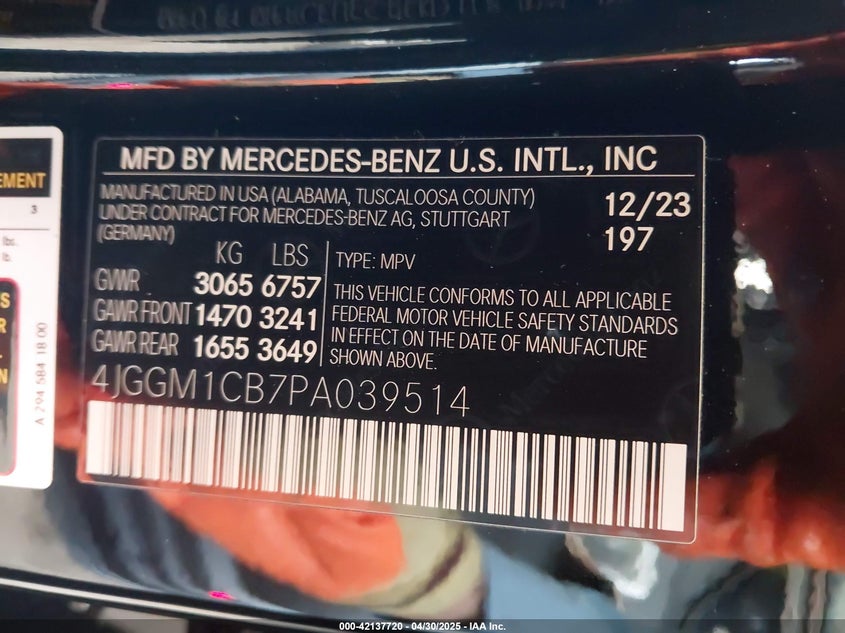 MFD BY MERCEDES-BENZ U.S. INTL., INC
MANUFACTURED IN USA (ALABAMA, TUSCALOOSA COUNTY)
UNDER CONTRACT FOR MERCEDES-BENZ AG, STUTTGART
(GERMANY)
12/23
197
KG LBS
GVWR 3065 6757
GAWR FRONT 1470 3241
GAWR REAR 1655 3649
TYPE: MPV
THIS VEHICLE CONFORMS TO ALL APPLICABLE
FEDERAL MOTOR VEHICLE SAFETY STANDARDS
IN EFFECT ON THE DATE OF MANUFACTURE
SHOWN ABOVE.
4JGGM1CB7PA039514
EMENT
3
lbs.
lb.
S
R
L.
N
A 294 584 18 00
000-42137720 - 04/30/2025 - IAA Inc.